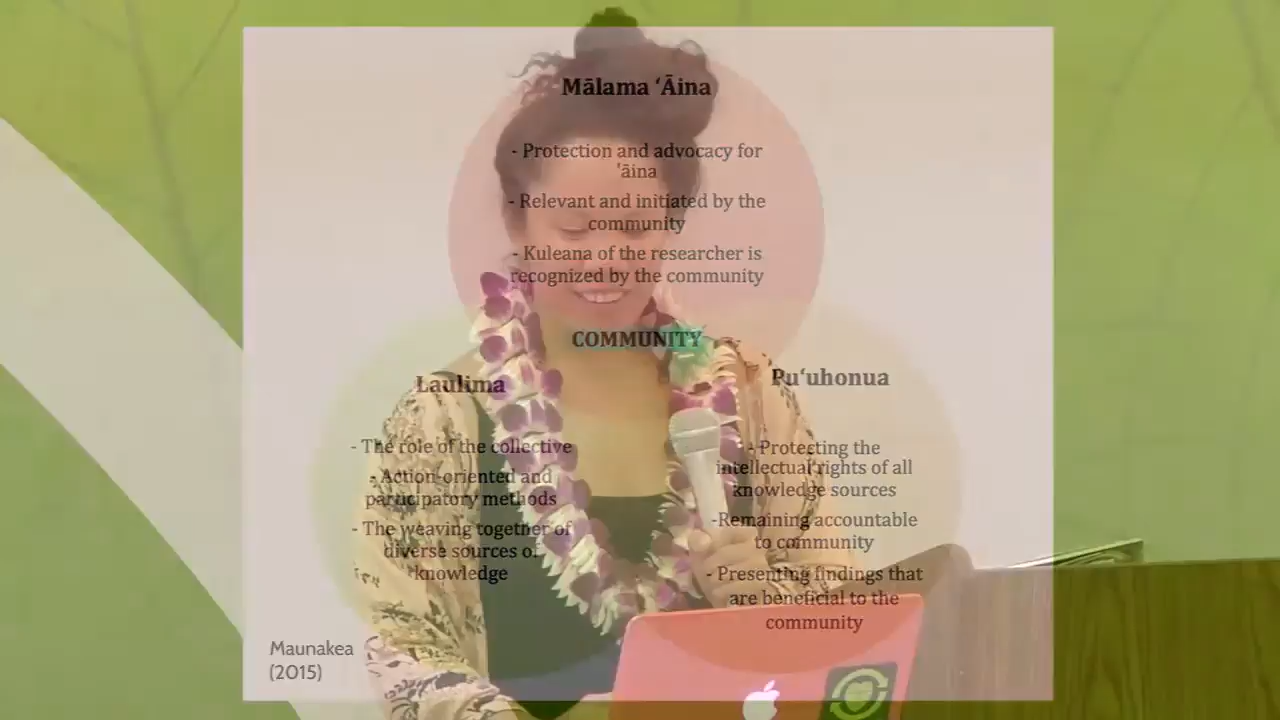 Mālama ʻĀina
- Protection and advocacy for
ʻāina
- Relevant and initiated by the
community
- Kuleana of the researcher is
recognized by the community
COMMUNITY
Laulima
- The role of the collective
- Action-oriented and
participatory methods
- The weaving together of
diverse sources of
knowledge
Puʻuhonua
- Protecting the
intellectual rights of all
knowledge sources
-Remaining accountable
to community
- Presenting findings that
are beneficial to the
community
Maunakea
(2015)